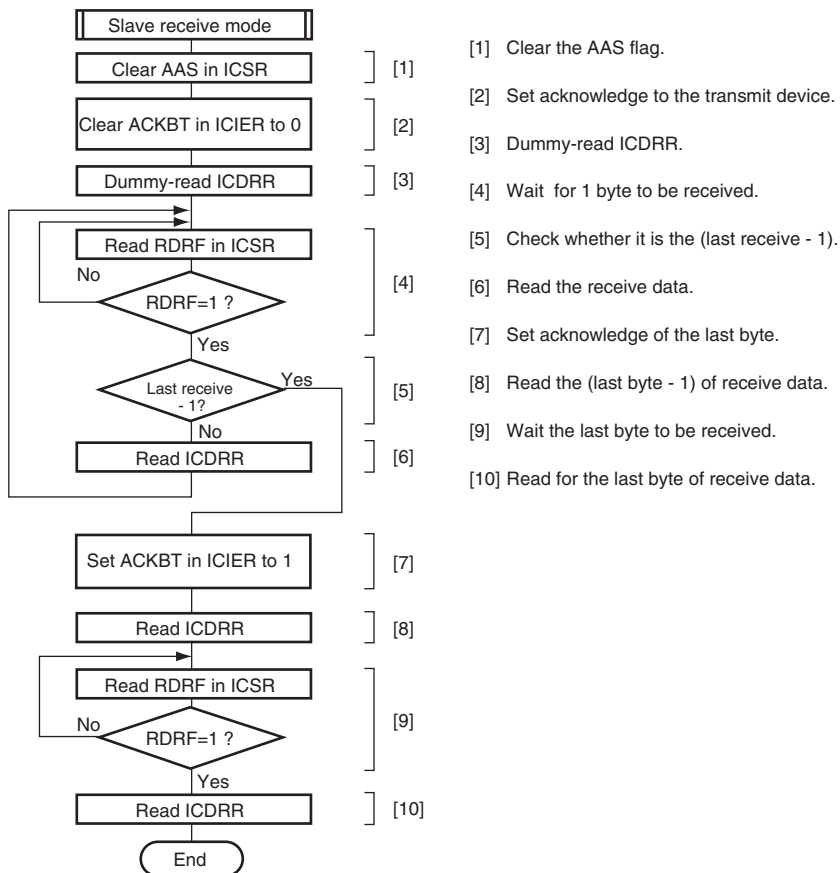 Slave receive mode
Clear AAS in ICSR
[1]
Clear ACKBT in ICIER to 0
[2]
Dummy-read ICDRR
[3]
Read RDRF in ICSR
No
RDRF=1 ?
[4]
Yes
Last receive
- 1?
Yes
[5]
No
Read ICDRR
[6]
Set ACKBT in ICIER to 1
[7]
Read ICDRR
[8]
Read RDRF in ICSR
No
RDRF=1 ?
[9]
Yes
Read ICDRR
[10]
End
[1] Clear the AAS flag.
[2] Set acknowledge to the transmit device.
[3] Dummy-read ICDRR.
[4] Wait for 1 byte to be received.
[5] Check whether it is the (last receive - 1).
[6] Read the receive data.
[7] Set acknowledge of the last byte.
[8] Read the (last byte - 1) of receive data.
[9] Wait the last byte to be received.
[10] Read for the last byte of receive data.